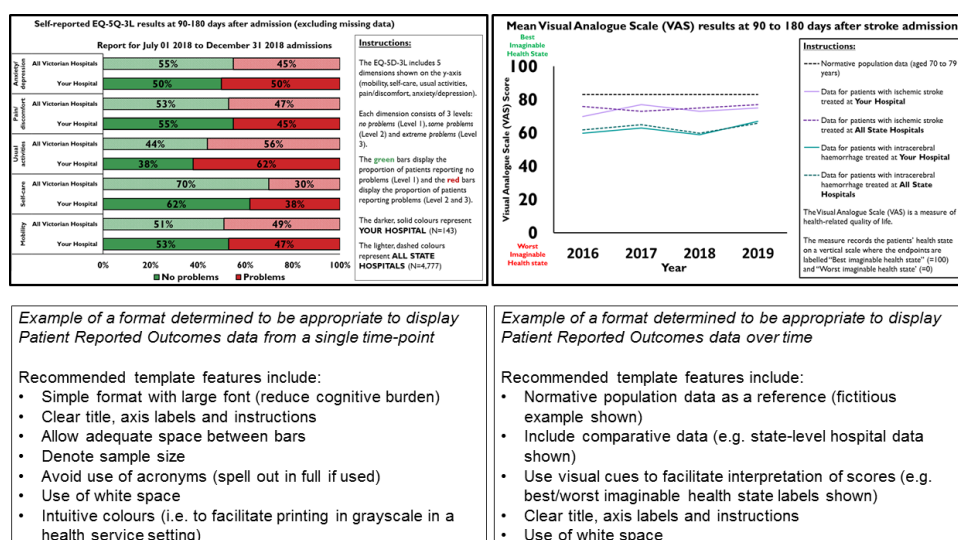 Self-reported EQ-5Q-3L results at 90-180 days after admission (excluding missing data)
Report for July 01 2018 to December 31 2018 admissions
Anxiety/
depression
All Victorian Hospitals
55%
45%
Your Hospital
50%
50%
Pain/
discomfort
All Victorian Hospitals
53%
47%
Your Hospital
55%
45%
Usual
activities
All Victorian Hospitals
44%
56%
Your Hospital
38%
62%
Self-care
All Victorian Hospitals
70%
30%
Your Hospital
62%
38%
Mobility
All Victorian Hospitals
51%
49%
Your Hospital
53%
47%
0% 20% 40% 60% 80% 100%
No problems Problems
Instructions:
The EQ-5D-3L includes 5
dimensions shown on the y-axis
(mobility, self-care, usual activities,
pain/discomfort, anxiety/depression).
Each dimension consists of 3 levels:
no problems (Level 1), some problems
(Level 2) and extreme problems (Level
3).
The green bars display the
proportion of patients reporting no
problems (Level 1) and the red bars
display the proportion of patients
reporting problems (Level 2 and 3).
The darker, solid colours represent
YOUR HOSPITAL (N=143)
The lighter, dashed colours
represent ALL STATE
HOSPITALS (N=4,777)
Mean Visual Analogue Scale (VAS) results at 90 to 180 days after stroke admission
Best
Imaginable
Health State
Visual Analogue Scale (VAS) Score
100
80
60
40
20
0
Worst
Imaginable
Health state
2016 2017 2018 2019
Year
Instructions:
Normative population data (aged 70 to 79
years)
Data for patients with ischemic stroke
treated at Your Hospital
Data for patients with ischemic stroke
treated at All State Hospitals
Data for patients with intracerebral
haemorrhage treated at Your Hospital
Data for patients with intracerebral
haemorrhage treated at All State
Hospitals
The Visual Analogue Scale (VAS) is a measure of
health-related quality of life.
The measure records the patients' health state
on a vertical scale where the endpoints are
labelled "Best imaginable health state" (=100)
and "Worst imaginable health state' (=0)
Example of a format determined to be appropriate to display
Patient Reported Outcomes data from a single time-point
Recommended template features include:
• Simple format with large font (reduce cognitive burden)
• Clear title, axis labels and instructions
• Allow adequate space between bars
• Denote sample size
• Avoid use of acronyms (spell out in full if used)
• Use of white space
• Intuitive colours (i.e. to facilitate printing in grayscale in a
health service setting)
Example of a format determined to be appropriate to display
Patient Reported Outcomes data over time
Recommended template features include:
• Normative population data as a reference (fictitious
example shown)
• Include comparative data (e.g. state-level hospital data
shown)
• Use visual cues to facilitate interpretation of scores (e.g.
best/worst imaginable health state labels shown)
• Clear title, axis labels and instructions
• Use of white space